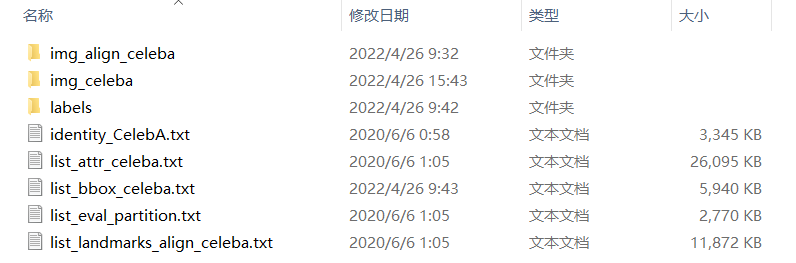 名称 修改日期 类型 大小
img_align_celeba 2022/4/26 9:32 文件夹
img_celeba 2022/4/26 15:43 文件夹
labels 2022/4/26 9:42 文件夹
identity_CelebA.txt 2020/6/6 0:58 文本文档 3,345 KB
list_attr_celeba.txt 2020/6/6 1:05 文本文档 26,095 KB
list_bbox_celeba.txt 2022/4/26 9:43 文本文档 5,940 KB
list_eval_partition.txt 2020/6/6 1:05 文本文档 2,770 KB
list_landmarks_align_celeba.txt 2020/6/6 1:05 文本文档 11,872 KB